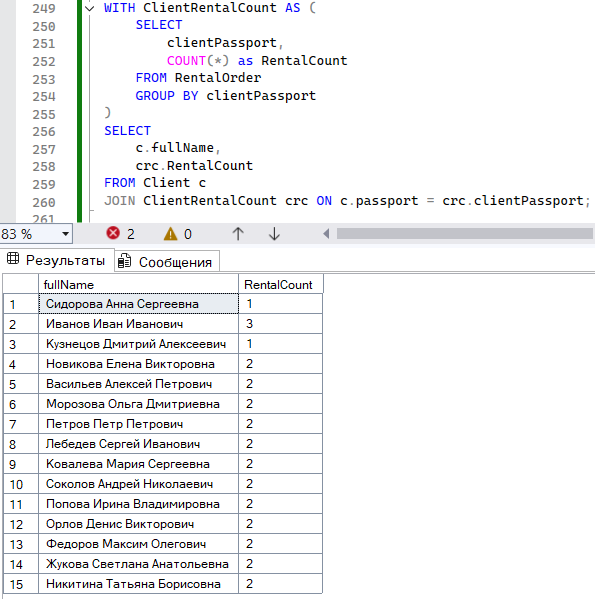 249 WITH ClientRentalCount AS (
250 SELECT
251 clientPassport,
252 COUNT(*) as RentalCount
253 FROM RentalOrder
254 GROUP BY clientPassport
255 )
256 SELECT
257 c.fullName,
258 crc.RentalCount
259 FROM Client c
260 JOIN ClientRentalCount crc ON c.passport = crc.clientPassport;
261
83 % 2 0
Результаты Сообщения
fullName RentalCount
1 Сидорова Анна Сергеевна 1
2 Иванов Иван Иванович 3
3 Кузнецов Дмитрий Алексеевич 1
4 Новикова Елена Викторовна 2
5 Васильев Алексей Петрович 2
6 Морозова Ольга Дмитриевна 2
7 Петров Петр Петрович 2
8 Лебедев Сергей Иванович 2
9 Ковалева Мария Сергеевна 2
10 Соколов Андрей Николаевич 2
11 Попова Ирина Владимировна 2
12 Орлов Денис Викторович 2
13 Федоров Максим Олегович 2
14 Жукова Светлана Анатольевна 2
15 Никитина Татьяна Борисовна 2